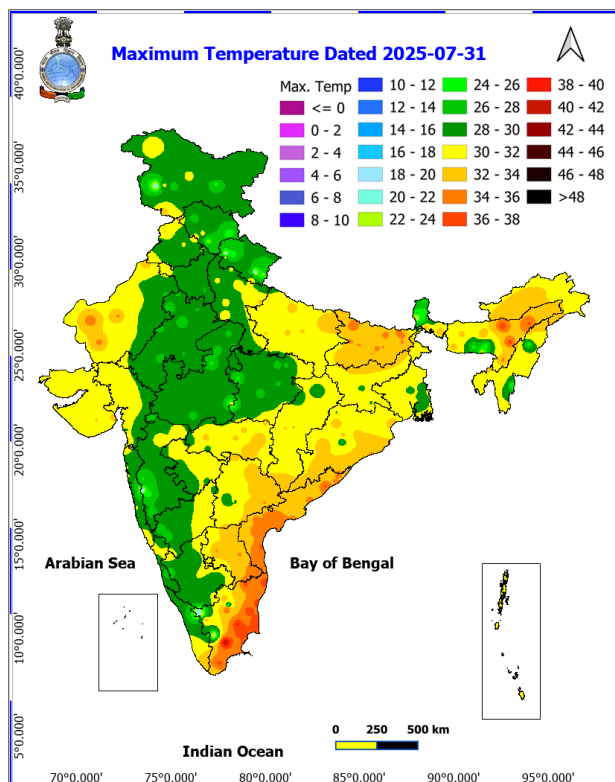 Maximum Temperature Dated 2025-07-31
Max. Temp
<= 0
0 - 2
2 - 4
4 - 6
6 - 8
8 - 10
10 - 12
12 - 14
14 - 16
16 - 18
18 - 20
20 - 22
22 - 24
24 - 26
26 - 28
28 - 30
30 - 32
32 - 34
34 - 36
36 - 38
38 - 40
40 - 42
42 - 44
44 - 46
46 - 48
>48
40°0.000'
35°0.000'
30°0.000'
25°0.000'
20°0.000'
15°0.000'
10°0.000'
5°0.000'
Arabian Sea
Bay of Bengal
Indian Ocean
0 250 500 km
70°0.000' 75°0.000' 80°0.000' 85°0.000' 90°0.000' 95°0.000'